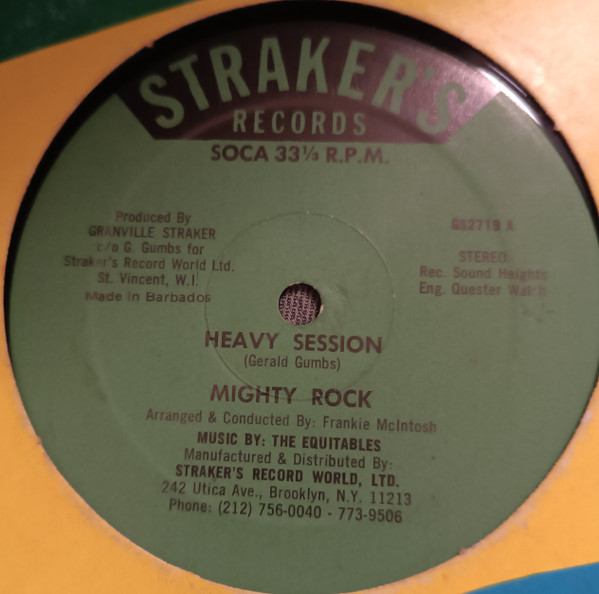 STRAKER'S
RECORDS
SOCA 33⅓ R.P.M.
Produced By
GRANVILLE STRAKER
c/o G. Gumbs for
Straker's Record World Ltd.
St. Vincent, W.I.
Made in Barbados
GS2719 A
STEREO
Rec. Sound Heights
Eng. Quester Welch
HEAVY SESSION
(Gerald Gumbs)
MIGHTY ROCK
Arranged & Conducted By: Frankie McIntosh
MUSIC BY: THE EQUITABLES
Manufactured & Distributed By:
STRAKER'S RECORD WORLD, LTD.
242 Utica Ave., Brooklyn, N.Y. 11213
Phone: (212) 756-0040 - 773-9506